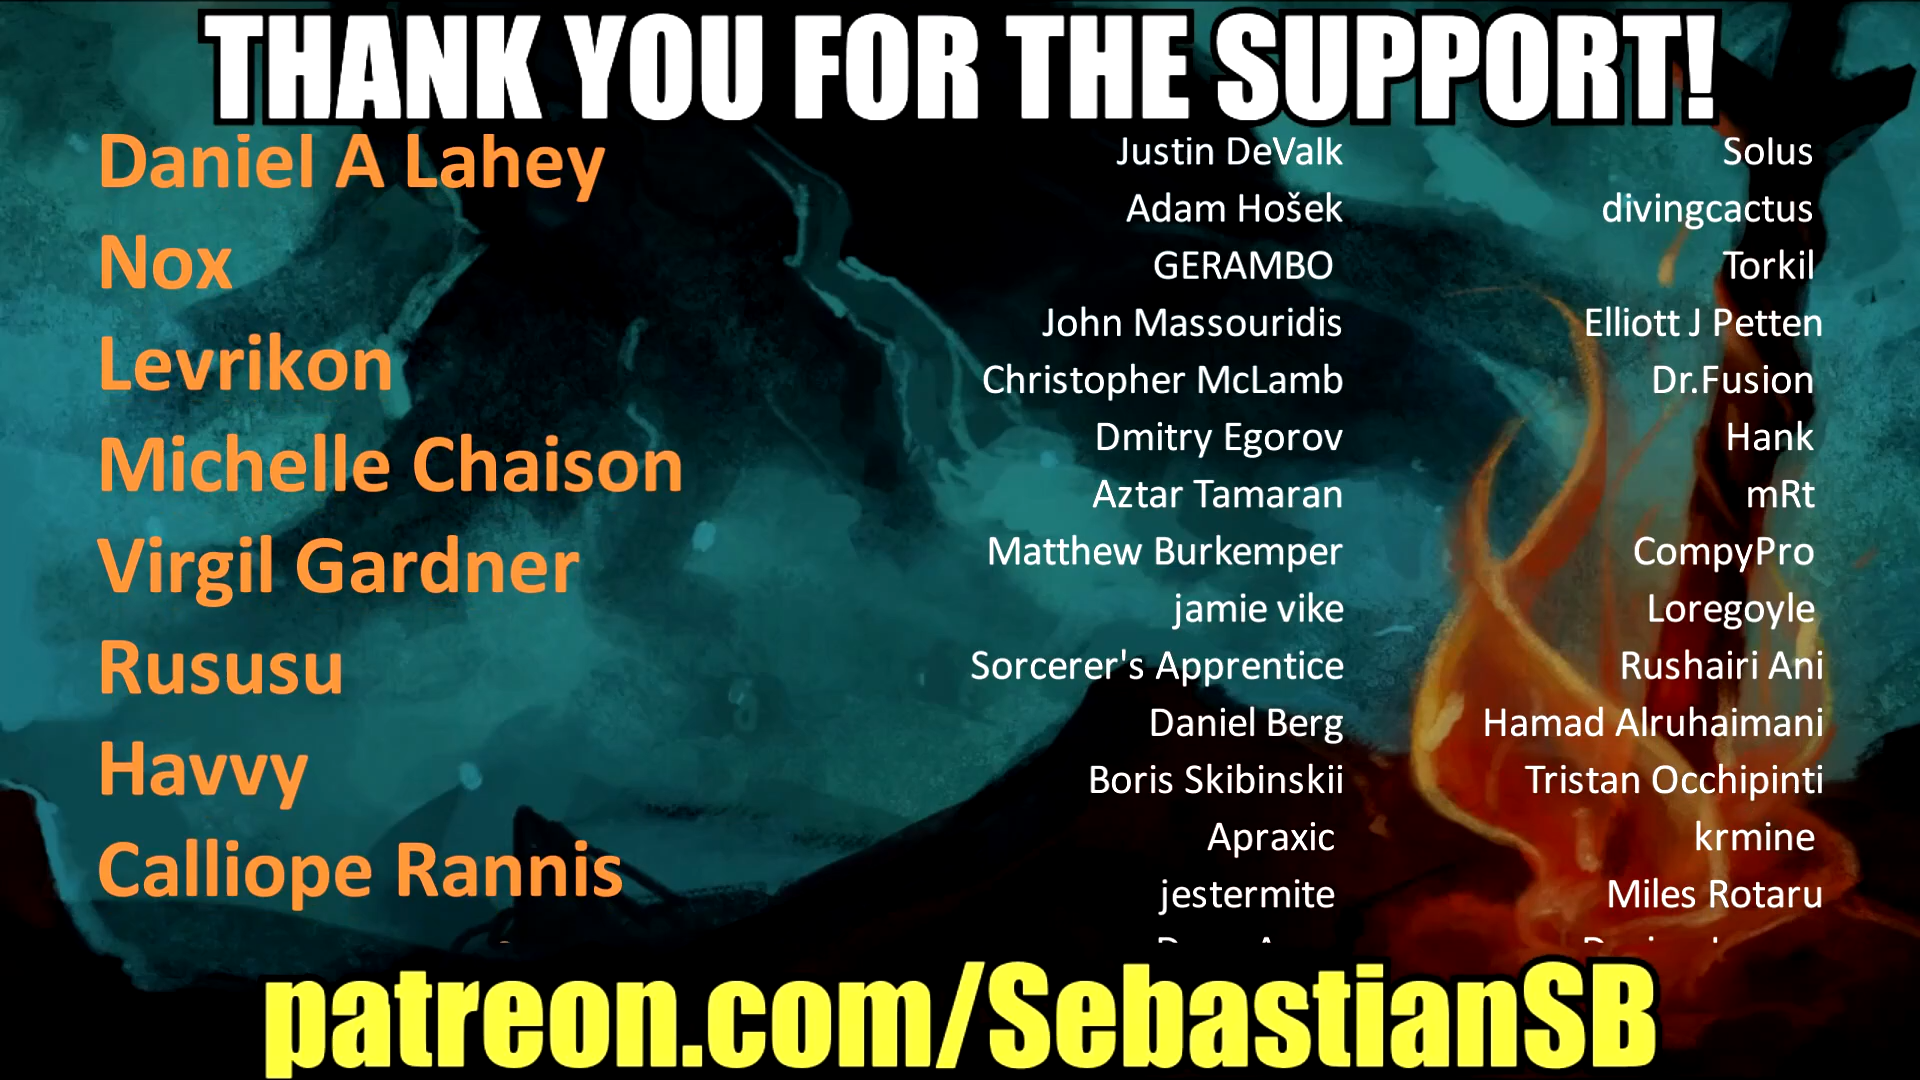 THANK YOU FOR THE SUPPORT!
Daniel A Lahey
Nox
Levrikon
Michelle Chaison
Virgil Gardner
Rususu
Havvy
Calliope Rannis
Justin DeValk
Adam Hošek
GERAMBO
John Massouridis
Christopher McLamb
Dmitry Egorov
Aztar Tamaran
Matthew Burkemper
jamie vike
Sorcerer's Apprentice
Daniel Berg
Boris Skibinskii
Apraxic
jestermite
Solus
divingcactus
Torkil
Elliott J Petten
Dr.Fusion
Hank
mRt
CompyPro
Loregoyle
Rushairi Ani
Hamad Alruhaimani
Tristan Occhipinti
krmine
Miles Rotaru
patreon.com/SebastianSB